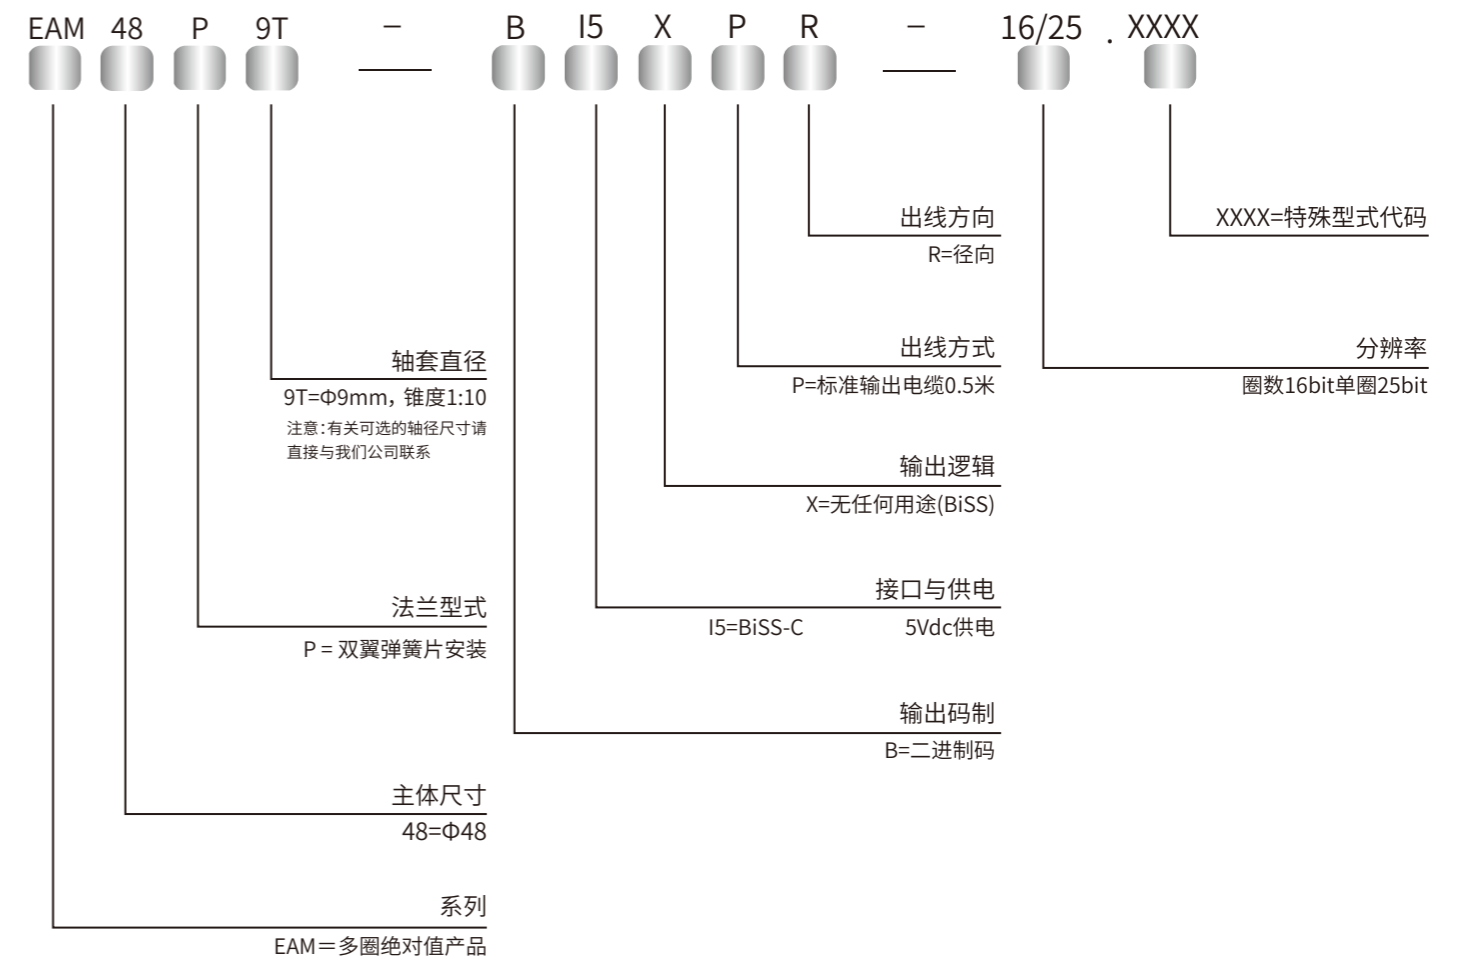 EAM 48 P 9T – B I5 X P R – 16/25 . XXXX
出线方向
R=径向
XXXX=特殊型式代码
轴套直径
9T=Φ9mm，锥度1:10
注意：有关可选的轴径尺寸请
直接与我们公司联系
出线方式
P=标准输出电缆0.5米
分辨率
圈数16bit单圈25bit
输出逻辑
X=无任何用途(BiSS)
法兰型式
P = 双翼弹簧片安装
接口与供电
I5=BiSS-C 5Vdc供电
输出码制
B=二进制码
主体尺寸
48=Φ48
系列
EAM＝多圈绝对值产品